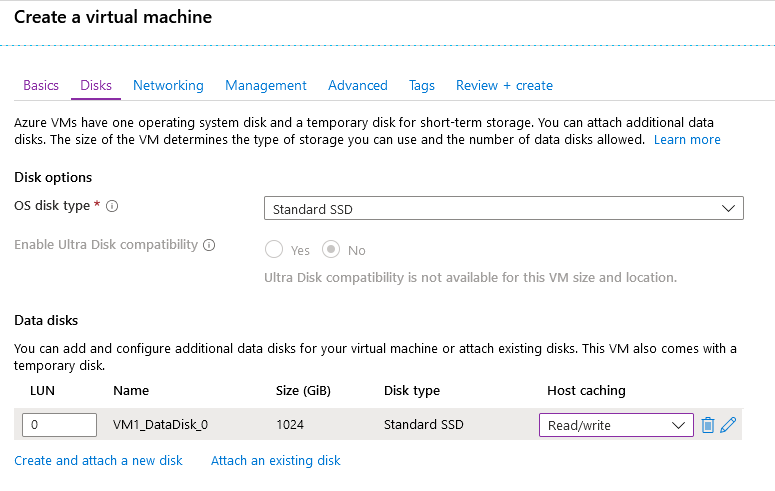 Create a virtual machine
Basics Disks Networking Management Advanced Tags Review + create
Azure VMs have one operating system disk and a temporary disk for short-term storage. You can attach additional data
disks. The size of the VM determines the type of storage you can use and the number of data disks allowed. Learn more
Disk options
OS disk type * Standard SSD
Enable Ultra Disk compatibility Yes No
Ultra Disk compatibility is not available for this VM size and location.
Data disks
You can add and configure additional data disks for your virtual machine or attach existing disks. This VM also comes with a
temporary disk.
LUN Name Size (GiB) Disk type Host caching
0 VM1_DataDisk_0 1024 Standard SSD Read/write
Create and attach a new disk Attach an existing disk